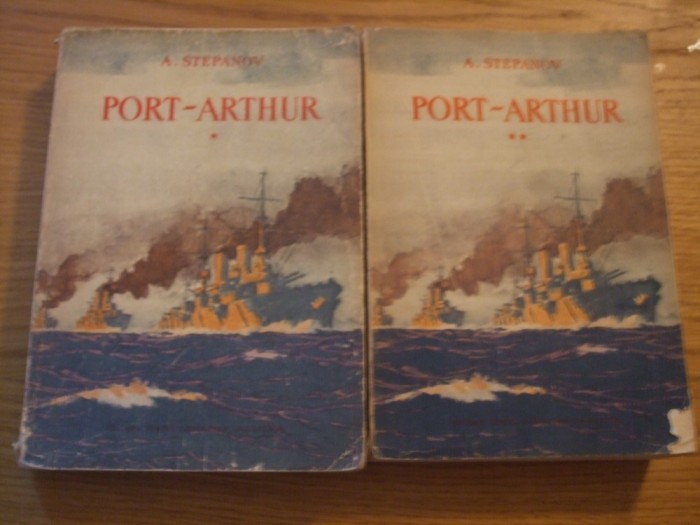 A. STEPANOV
PORT-ARTHUR
*
A. STEPANOV
PORT-ARTHUR
**